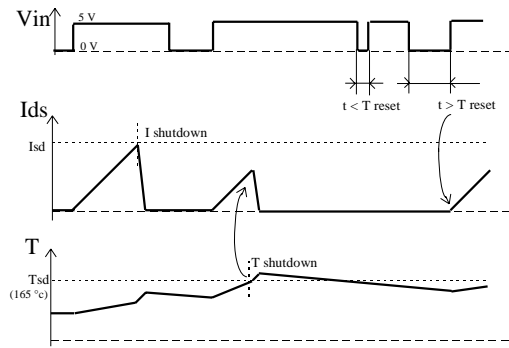 Vin
5 V
0 V
t < T reset
t > T reset
Ids
I shutdown
Isd
T
T shutdown
Tsd
(165 °c)